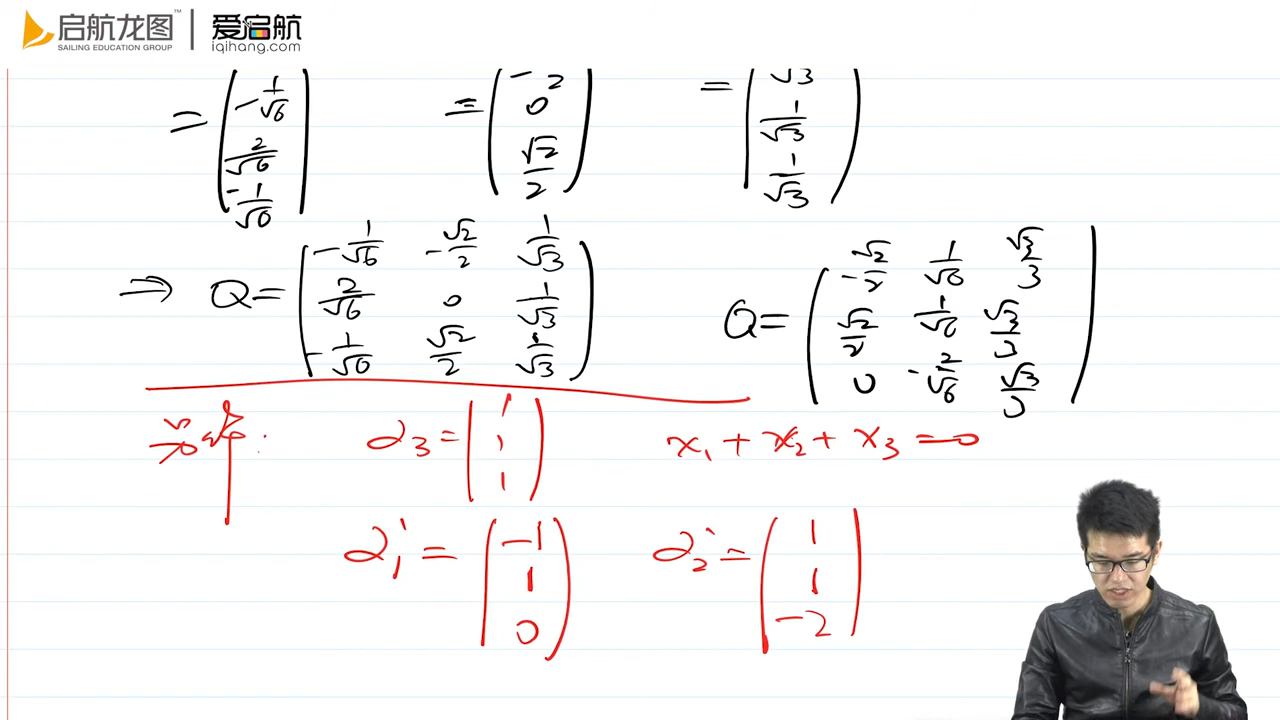 启航龙图 爱启航
SAILING EDUCATION GROUP iqihang.com
= ( -1/√6 2/√6 -1/√6 ) = ( - 2 0 √2/2 ) = ( √3 1/√3 1/√3 )
⇒ Q = ( -1/√6 -√2/2 1/√3
2/√6 0 1/√3
-1/√6 √2/2 1/√3 )
Q = ( -√2/2 1/√6 √3/3
√2/2 1/√6 √3/3
0 -2/√6 √3/3 )
α₃ = ( 1 1 1 ) x₁ + x₂ + x₃ = 0
α₁' = ( -1 1 0 ) α₂' = ( 1 1 -2 )